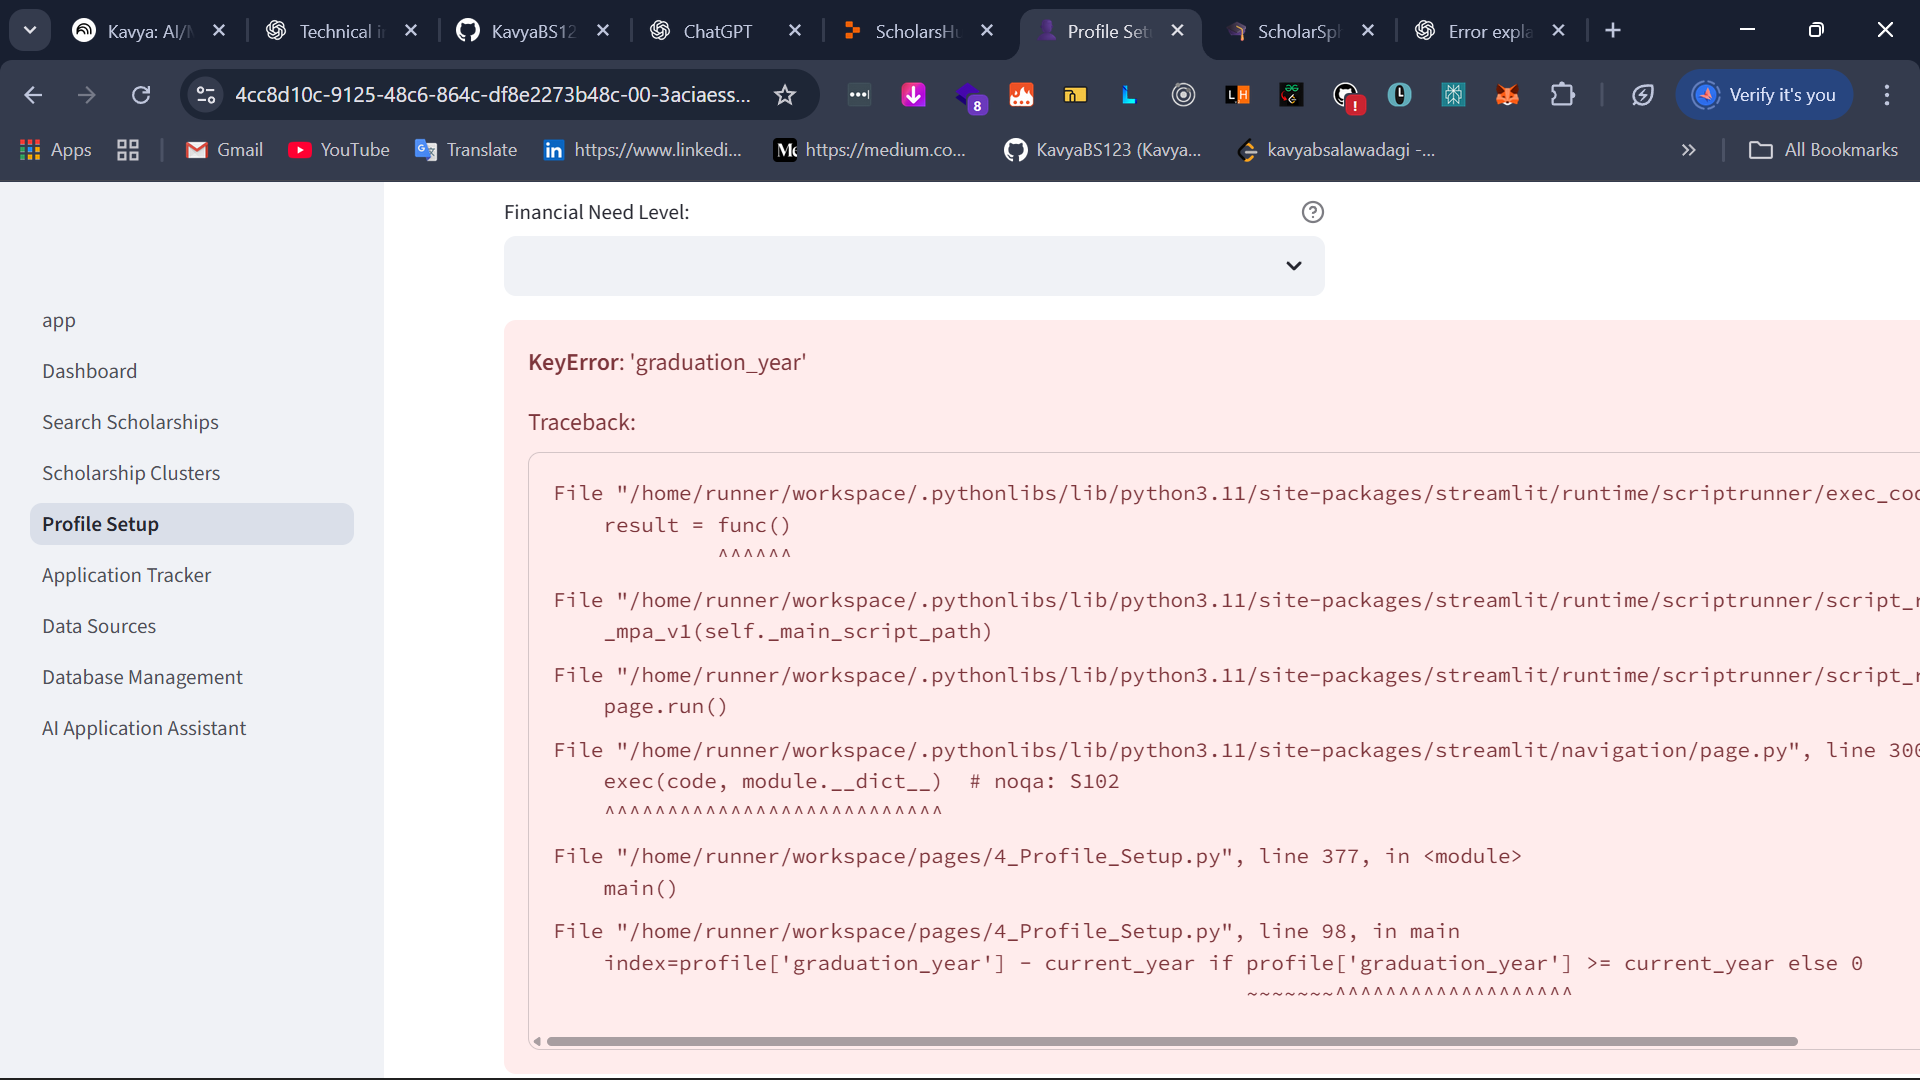 Kavya: AI/M
Technical i
KavyaBS12
ChatGPT
ScholarsHu
Profile Set
ScholarSph
Error expla
4cc8d10c-9125-48c6-864c-df8e2273b48c-00-3aciaess...
8
LH
!
Verify it's you
Apps
Gmail
YouTube
Translate
https://www.linkedi...
https://medium.co...
KavyaBS123 (Kavya...
kavyabsalawadagi -...
»
All Bookmarks
app
Dashboard
Search Scholarships
Scholarship Clusters
Profile Setup
Application Tracker
Data Sources
Database Management
AI Application Assistant
Financial Need Level:
KeyError: 'graduation_year'
Traceback:
File "/home/runner/workspace/.pythonlibs/lib/python3.11/site-packages/streamlit/runtime/scriptrunner/exec_cod
result = func()
^^^^^^
File "/home/runner/workspace/.pythonlibs/lib/python3.11/site-packages/streamlit/runtime/scriptrunner/script_r
_mpa_v1(self._main_script_path)
File "/home/runner/workspace/.pythonlibs/lib/python3.11/site-packages/streamlit/runtime/scriptrunner/script_r
page.run()
File "/home/runner/workspace/.pythonlibs/lib/python3.11/site-packages/streamlit/navigation/page.py", line 300
exec(code, module.__dict__)  # noqa: S102
^^^^^^^^^^^^^^^^^^^^^^^^^^^
File "/home/runner/workspace/pages/4_Profile_Setup.py", line 377, in <module>
main()
File "/home/runner/workspace/pages/4_Profile_Setup.py", line 98, in main
index=profile['graduation_year'] - current_year if profile['graduation_year'] >= current_year else 0
~~~~~~~^^^^^^^^^^^^^^^^^^^